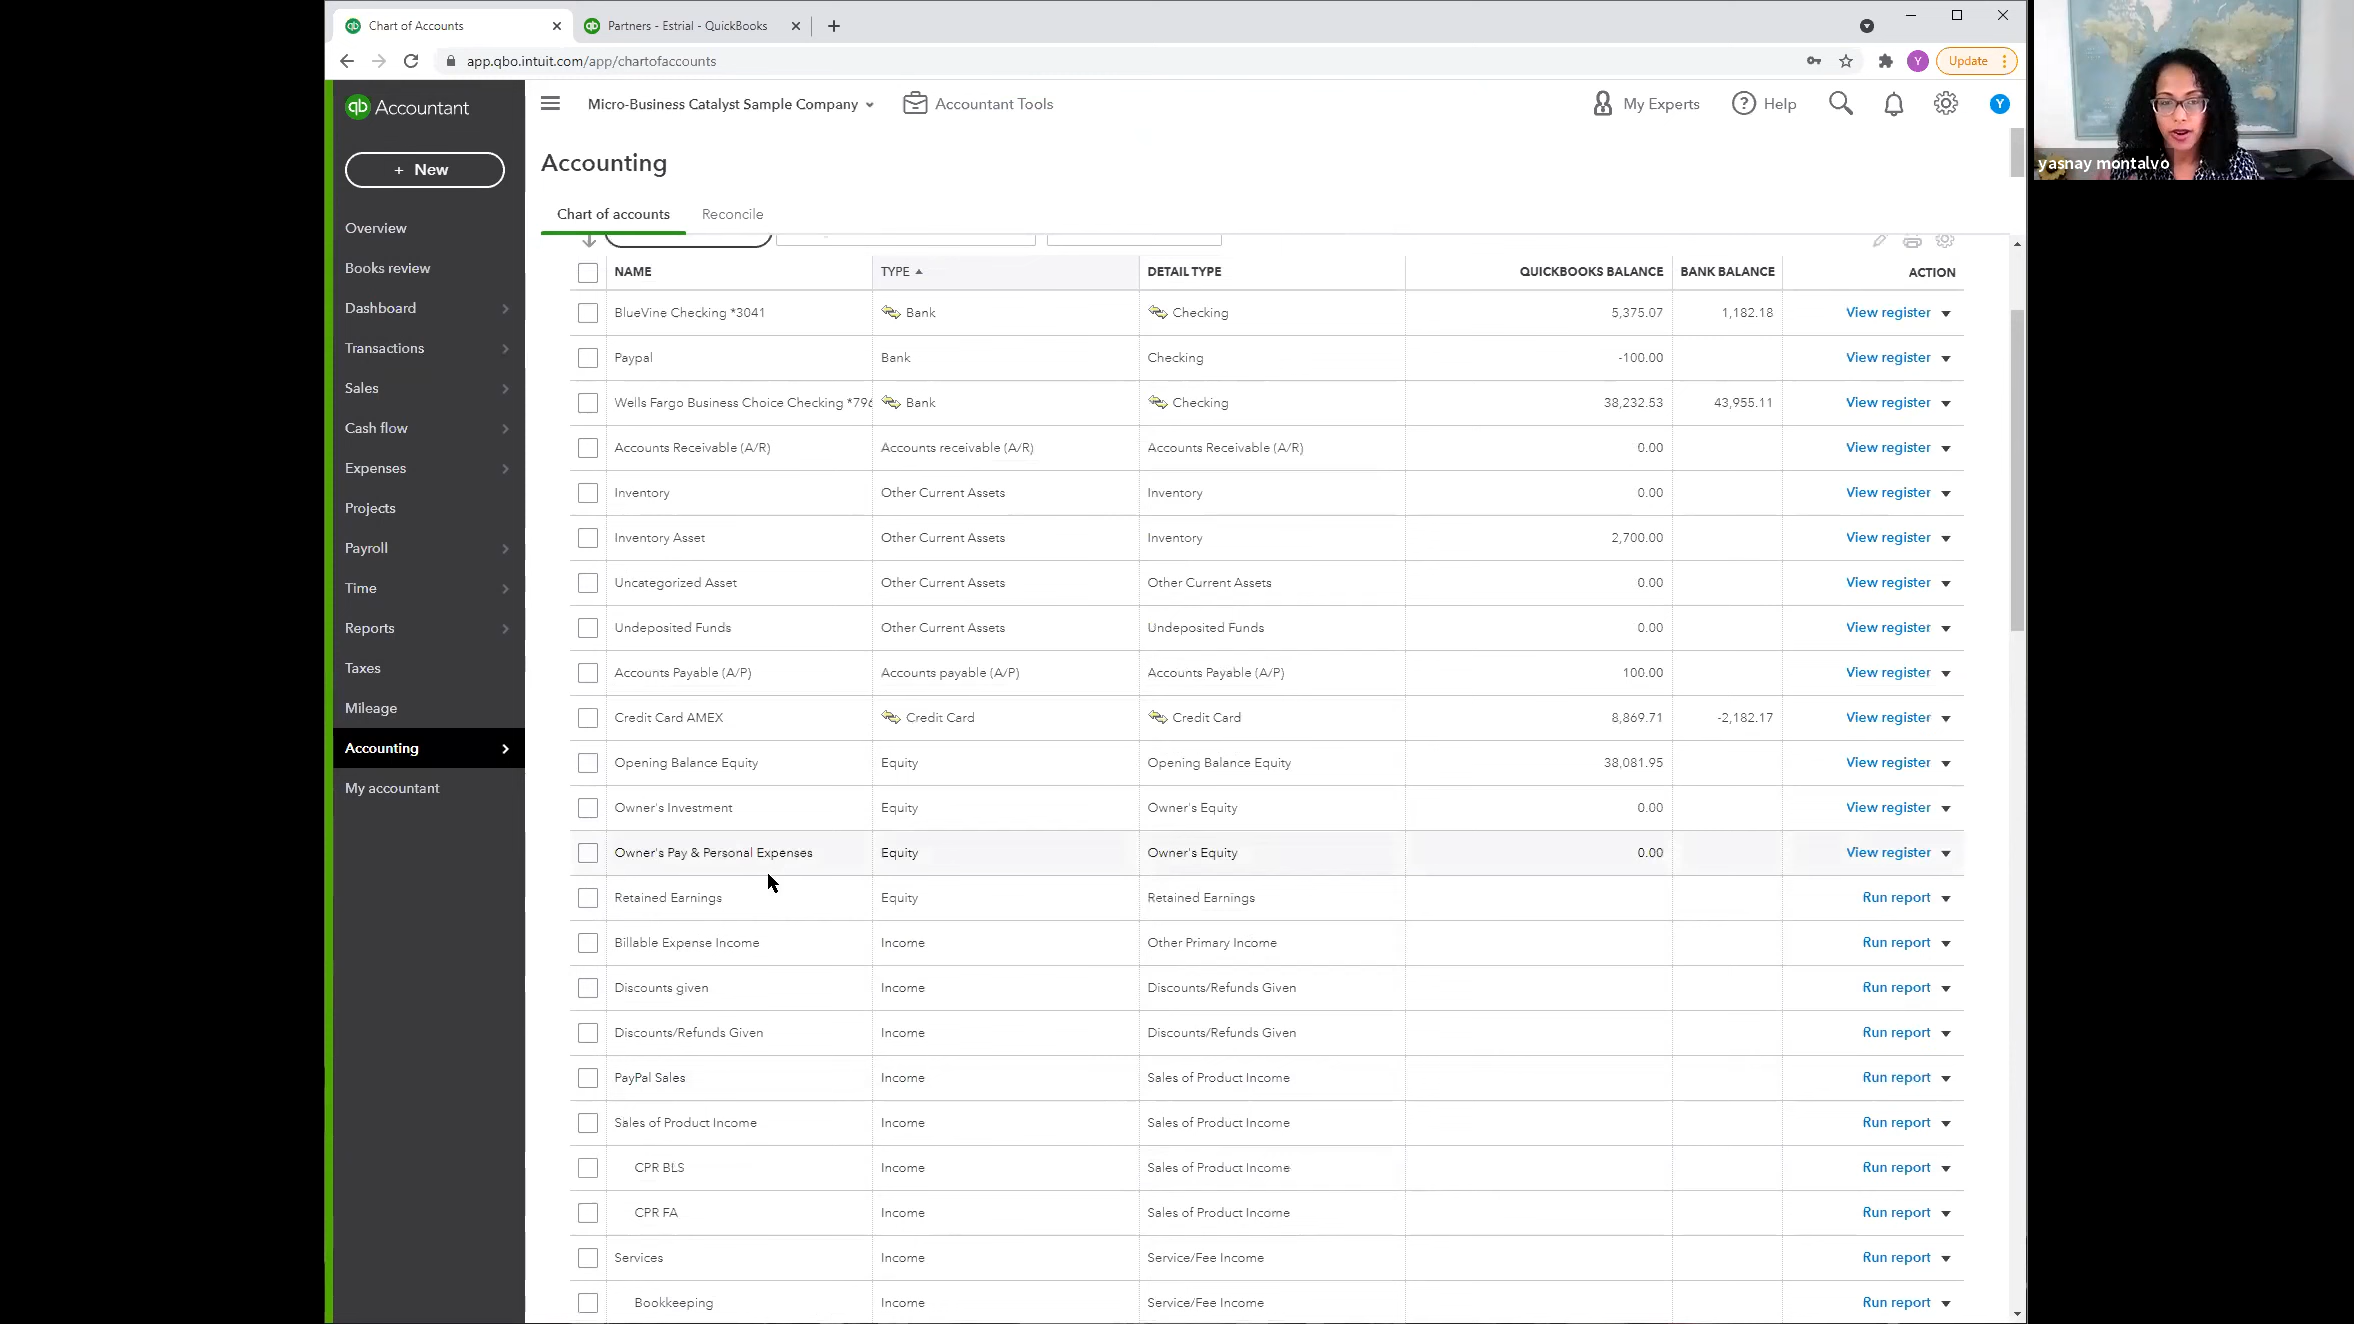 Chart of Accounts
Partners - Estrial - QuickBooks
app.qbo.intuit.com/app/chartofaccounts
Update
yasnay montalvo
qb Accountant
Micro-Business Catalyst Sample Company
Accountant Tools
My Experts
Help
Y
+ New
Overview
Books review
Dashboard
Transactions
Sales
Cash flow
Expenses
Projects
Payroll
Time
Reports
Taxes
Mileage
Accounting
My accountant
Accounting
Chart of accounts Reconcile
NAME TYPE DETAIL TYPE QUICKBOOKS BALANCE BANK BALANCE ACTION
BlueVine Checking *3041 Bank Checking 5,375.07 1,182.18 View register
Paypal Bank Checking -100.00 View register
Wells Fargo Business Choice Checking *796 Bank Checking 38,232.53 43,955.11 View register
Accounts Receivable (A/R) Accounts receivable (A/R) Accounts Receivable (A/R) 0.00 View register
Inventory Other Current Assets Inventory 0.00 View register
Inventory Asset Other Current Assets Inventory 2,700.00 View register
Uncategorized Asset Other Current Assets Other Current Assets 0.00 View register
Undeposited Funds Other Current Assets Undeposited Funds 0.00 View register
Accounts Payable (A/P) Accounts payable (A/P) Accounts Payable (A/P) 100.00 View register
Credit Card AMEX Credit Card Credit Card 8,869.71 -2,182.17 View register
Opening Balance Equity Equity Opening Balance Equity 38,081.95 View register
Owner's Investment Equity Owner's Equity 0.00 View register
Owner's Pay & Personal Expenses Equity Owner's Equity 0.00 View register
Retained Earnings Equity Retained Earnings Run report
Billable Expense Income Income Other Primary Income Run report
Discounts given Income Discounts/Refunds Given Run report
Discounts/Refunds Given Income Discounts/Refunds Given Run report
PayPal Sales Income Sales of Product Income Run report
Sales of Product Income Income Sales of Product Income Run report
CPR BLS Income Sales of Product Income Run report
CPR FA Income Sales of Product Income Run report
Services Income Service/Fee Income Run report
Bookkeeping Income Service/Fee Income Run report